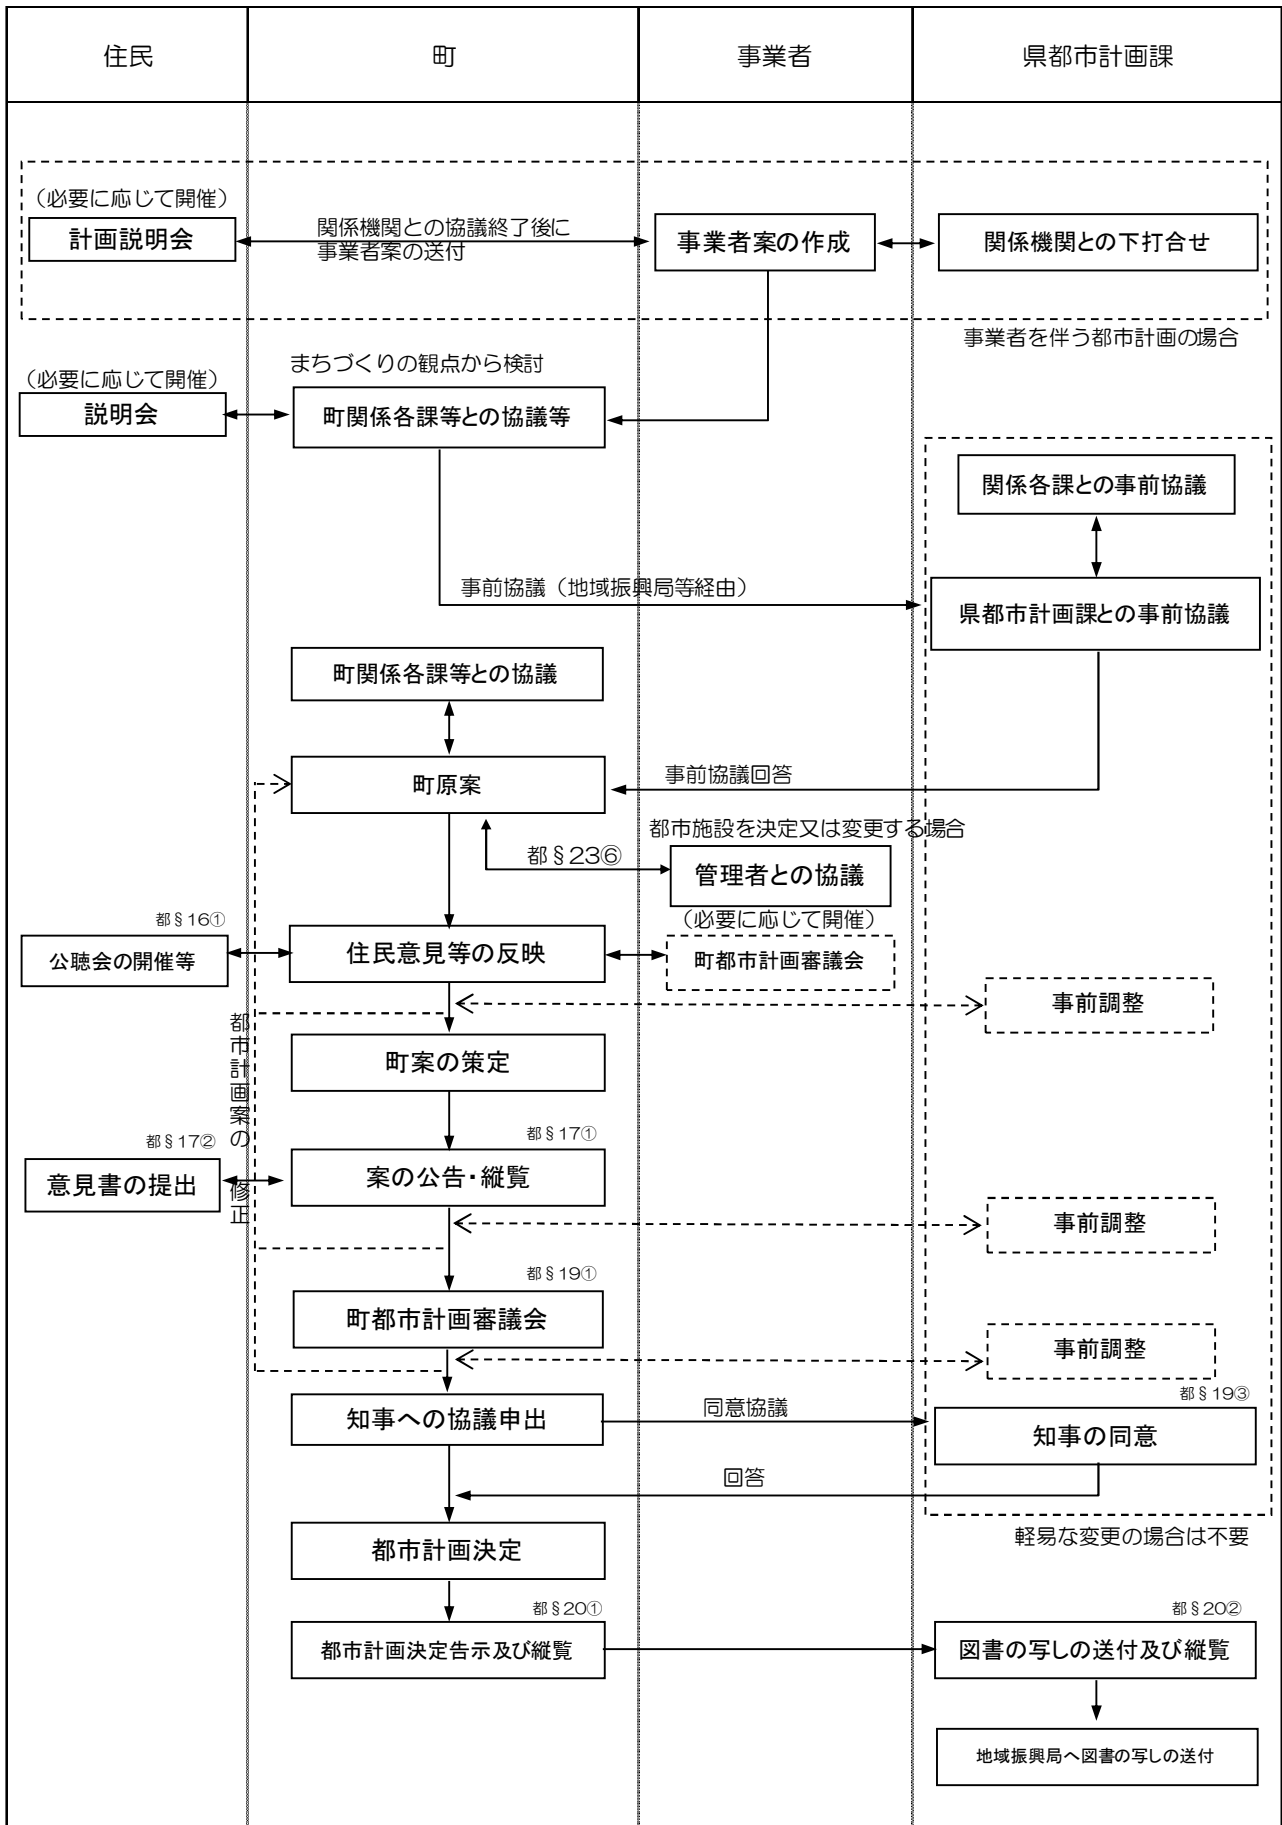 住民
町
事業者
県都市計画課
（必要に応じて開催）
計画説明会
関係機関との協議終了後に
事業者案の送付
事業者案の作成
関係機関との下打合せ
事業者を伴う都市計画の場合
まちづくりの観点から検討
（必要に応じて開催）
説明会
町関係各課等との協議等
関係各課との事前協議
事前協議（地域振興局等経由）
県都市計画課との事前協議
町関係各課等との協議
町原案
事前協議回答
都市施設を決定又は変更する場合
都§23⑥
管理者との協議
都§16①
（必要に応じて開催）
公聴会の開催等
住民意見等の反映
町都市計画審議会
事前調整
都市計画案の
修正
町案の策定
都§17②
都§17①
意見書の提出
案の公告・縦覧
事前調整
都§19①
町都市計画審議会
事前調整
都§19③
知事への協議申出
同意協議
知事の同意
回答
軽易な変更の場合は不要
都市計画決定
都§20①
都§20②
都市計画決定告示及び縦覧
図書の写しの送付及び縦覧
地域振興局へ図書の写しの送付